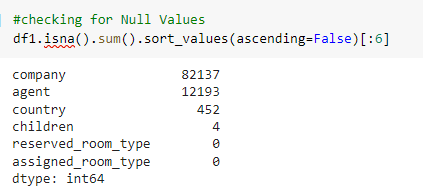 #checking for Null Values
df1.isna().sum().sort_values(ascending=False)[:6]
company 82137
agent 12193
country 452
children 4
reserved_room_type 0
assigned_room_type 0
dtype: int64